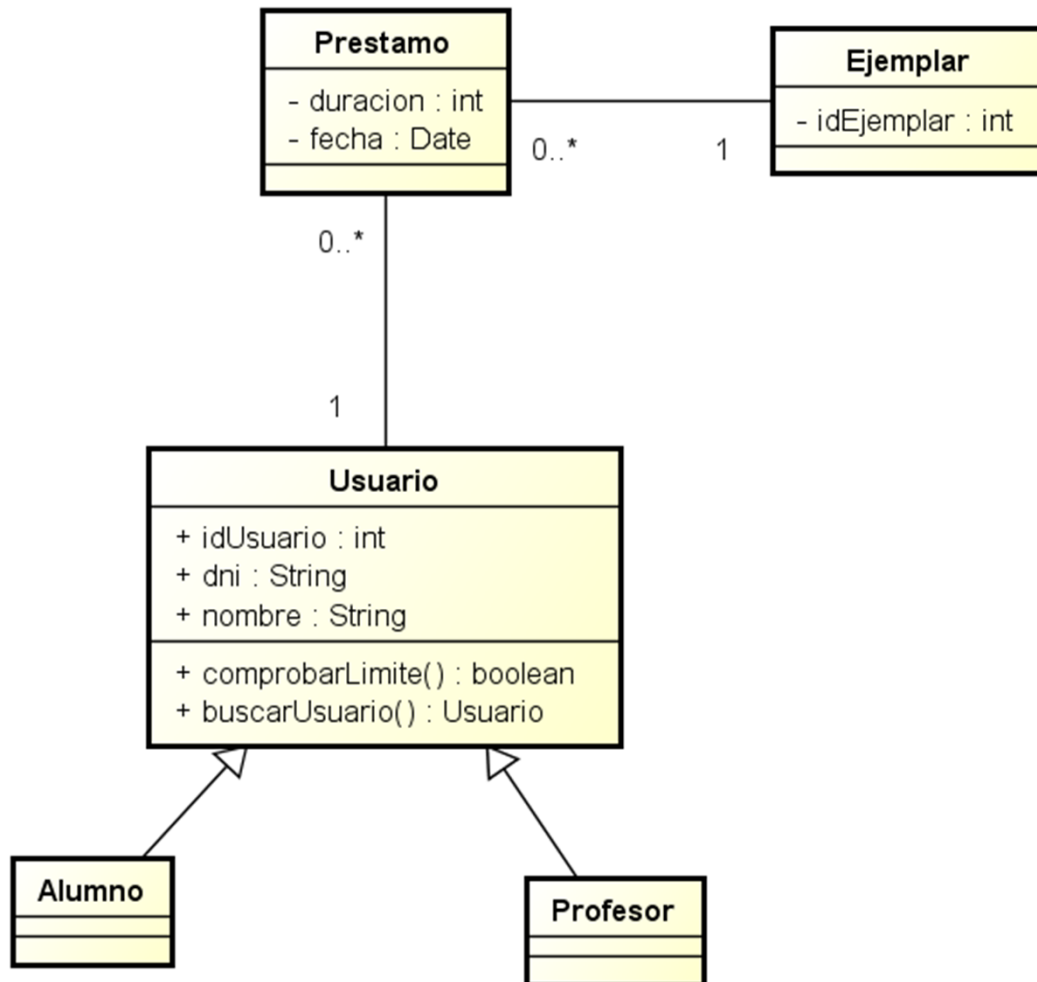 Prestamo
- duracion : int
- fecha : Date
Ejemplar
- idEjemplar : int
0..*
1
0..*
1
Usuario
+ idUsuario : int
+ dni : String
+ nombre : String
+ comprobarLimite() : boolean
+ buscarUsuario() : Usuario
Alumno
Profesor